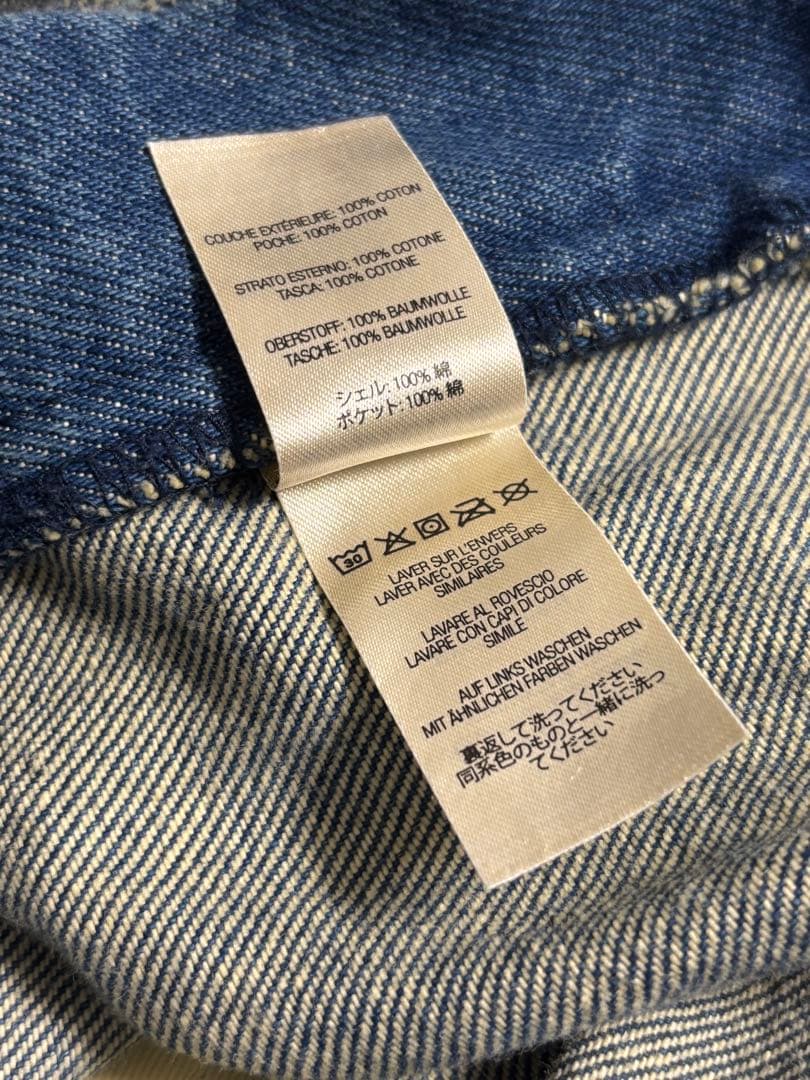 COUCHE EXTÉRIEURE: 100% COTON
POCHE: 100% COTON
STRATO ESTERNO: 100% COTONE
TASCA: 100% COTONE
OBERSTOFF: 100% BAUMWOLLE
TASCHE: 100% BAUMWOLLE
シェル: 100% 綿
ポケット: 100% 綿
30
LAVER SUR L'ENVERS
LAVER AVEC DES COULEURS
SIMILAIRES
LAVARE AL ROVESCIO
LAVARE CON CAPI DI COLORE
SIMILE
AUF LINKS WASCHEN
MIT ÄHNLICHEN FARBEN WASCHEN
裏返して洗ってください
同系色のものと一緒に洗っ
てください